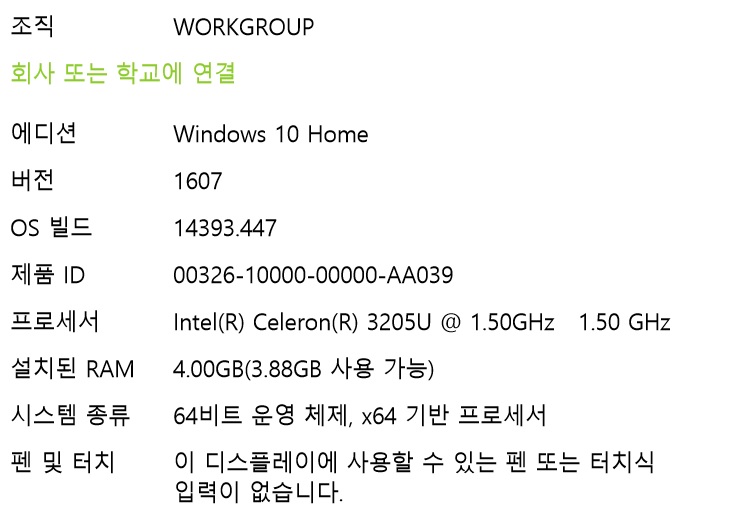 조직 WORKGROUP
회사 또는 학교에 연결
에디션 Windows 10 Home
버전 1607
OS 빌드 14393.447
제품 ID 00326-10000-00000-AA039
프로세서 Intel(R) Celeron(R) 3205U @ 1.50GHz 1.50 GHz
설치된 RAM 4.00GB(3.88GB 사용 가능)
시스템 종류 64비트 운영 체제, x64 기반 프로세서
펜 및 터치 이 디스플레이에 사용할 수 있는 펜 또는 터치식
입력이 없습니다.